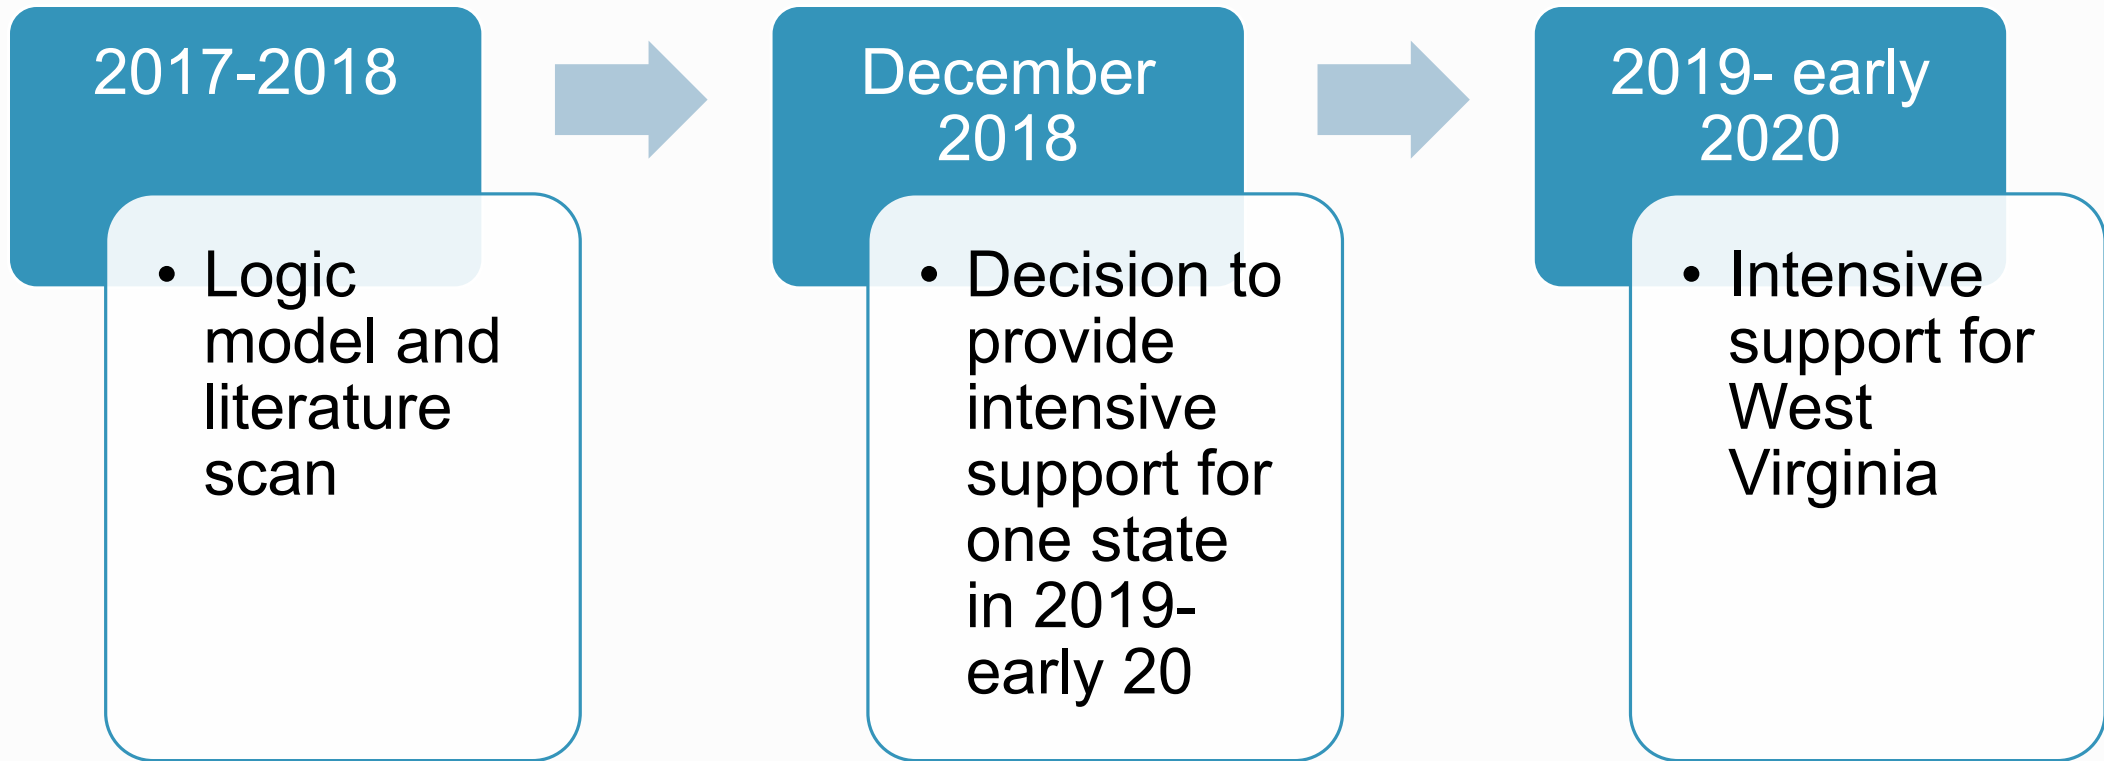 2017-2018
• Logic
model and
literature
scan
December
2018
• Decision to
provide
intensive
support for
one state
in 2019-
early 20
2019- early
2020
• Intensive
support for
West
Virginia